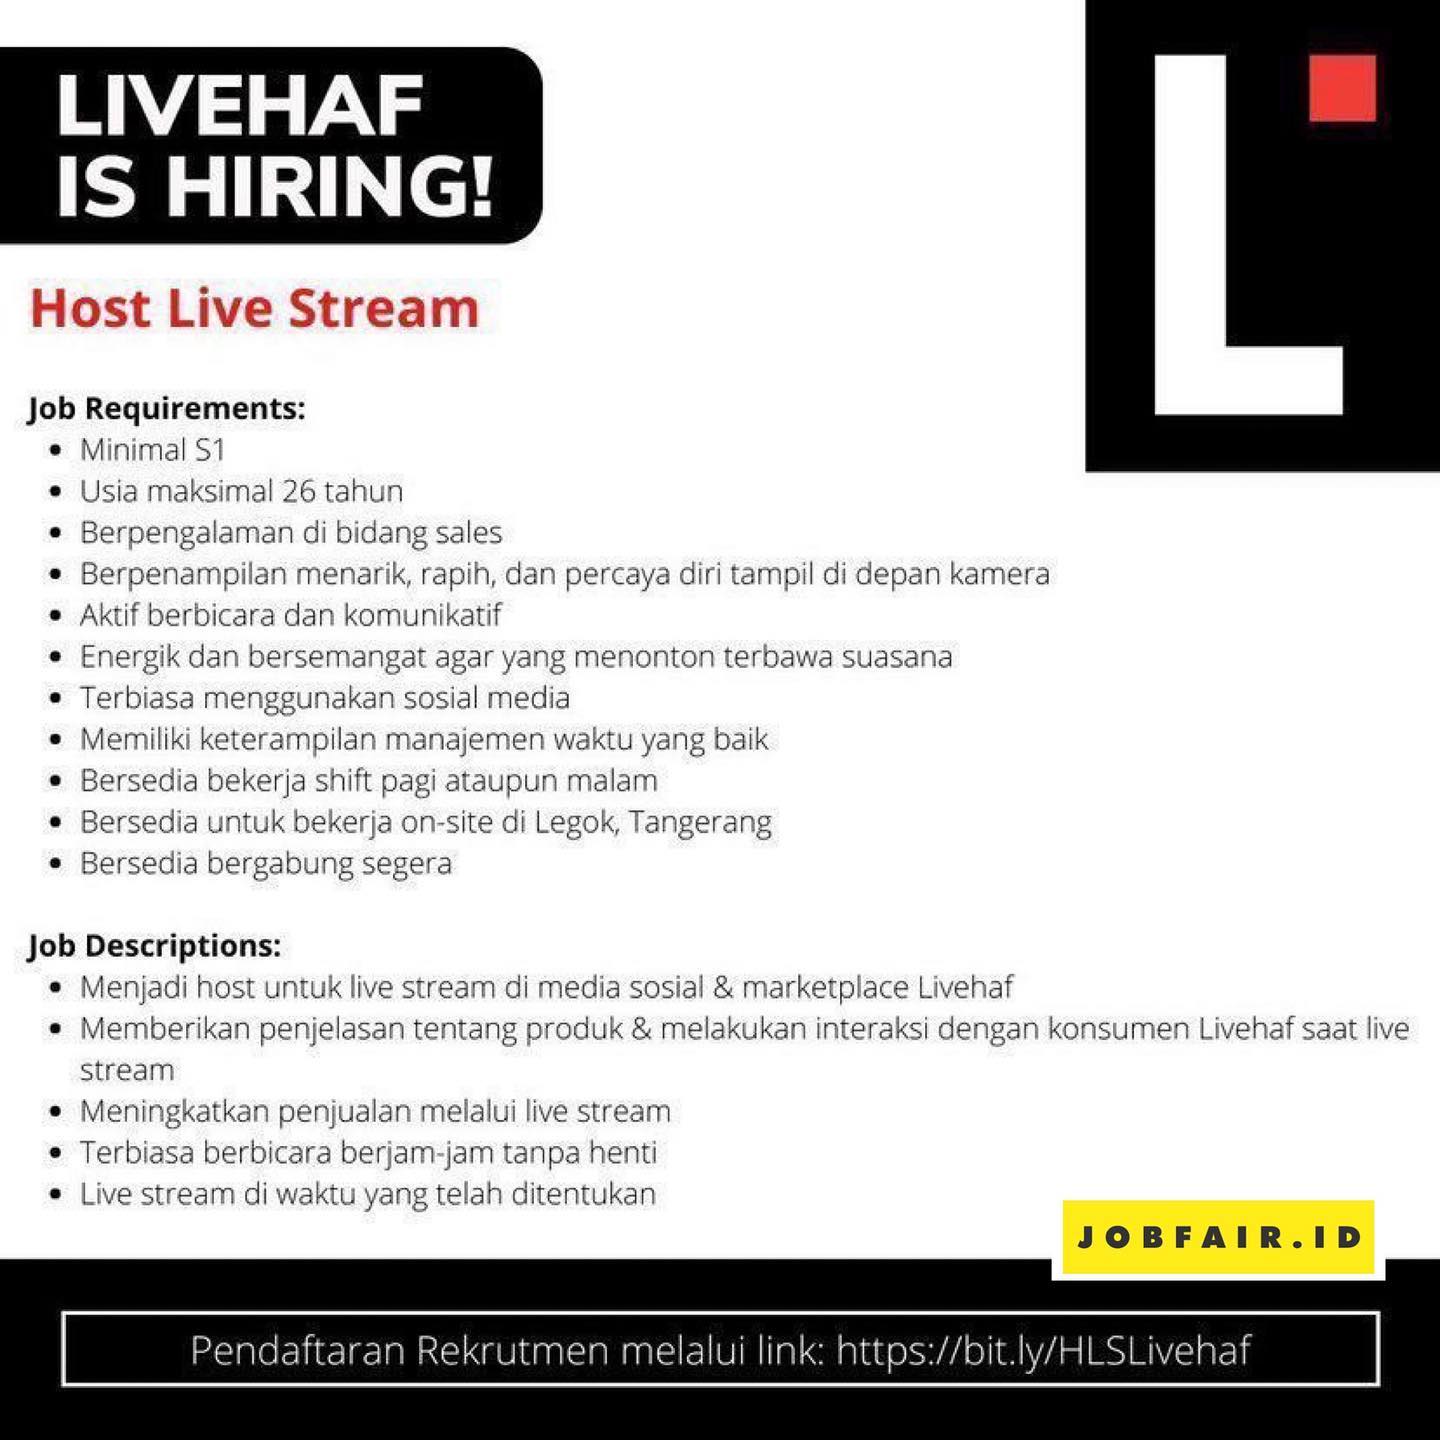 LIVEHAF
IS HIRING!
L
Host Live Stream
Job Requirements:
• Minimal S1
• Usia maksimal 26 tahun
• Berpengalaman di bidang sales
• Berpenampilan menarik, rapih, dan percaya diri tampil di depan kamera
• Aktif berbicara dan komunikatif
• Energik dan bersemangat agar yang menonton terbawa suasana
• Terbiasa menggunakan sosial media
• Memiliki keterampilan manajemen waktu yang baik
• Bersedia bekerja shift pagi ataupun malam
• Bersedia untuk bekerja on-site di Legok, Tangerang
• Bersedia bergabung segera
Job Descriptions:
• Menjadi host untuk live stream di media sosial & marketplace Livehaf
• Memberikan penjelasan tentang produk & melakukan interaksi dengan konsumen Livehaf saat live
stream
• Meningkatkan penjualan melalui live stream
• Terbiasa berbicara berjam-jam tanpa henti
• Live stream di waktu yang telah ditentukan
JOBFAIR.ID
Pendaftaran Rekrutmen melalui link: https://bit.ly/HLSLivehaf